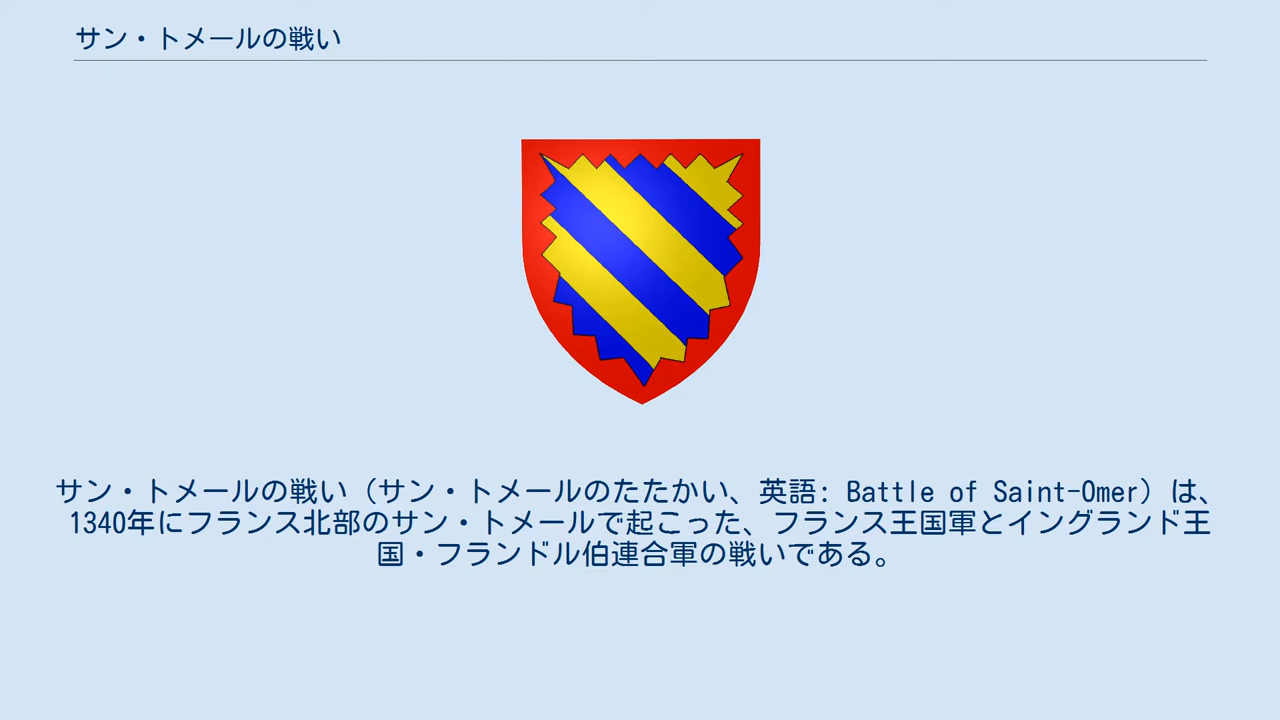 サン・トメールの戦い
サン・トメールの戦い（サン・トメールのたたかい、英語: Battle of Saint-Omer）は、
1340年にフランス北部のサン・トメールで起こった、フランス王国軍とイングランド王
国・フランドル伯連合軍の戦いである。